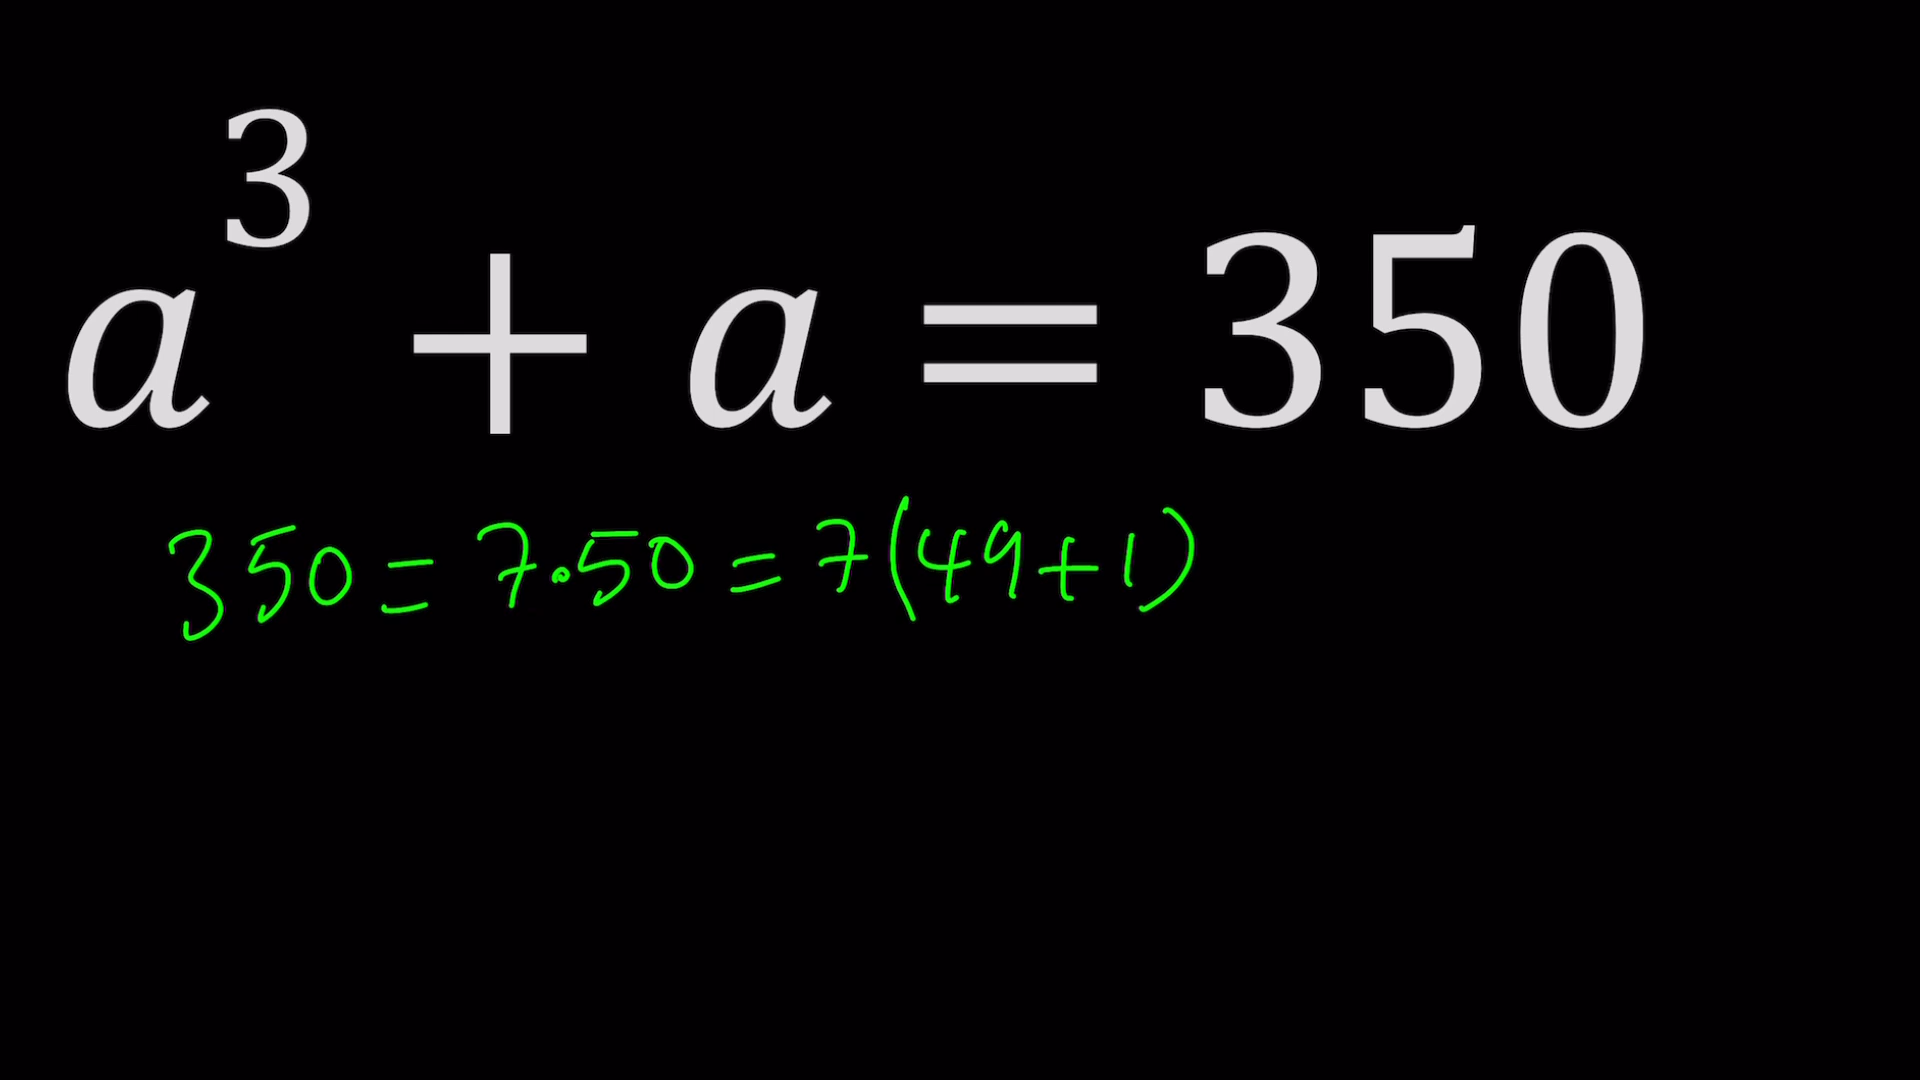 a³ + a = 350
350 = 7·50 = 7(49+1)